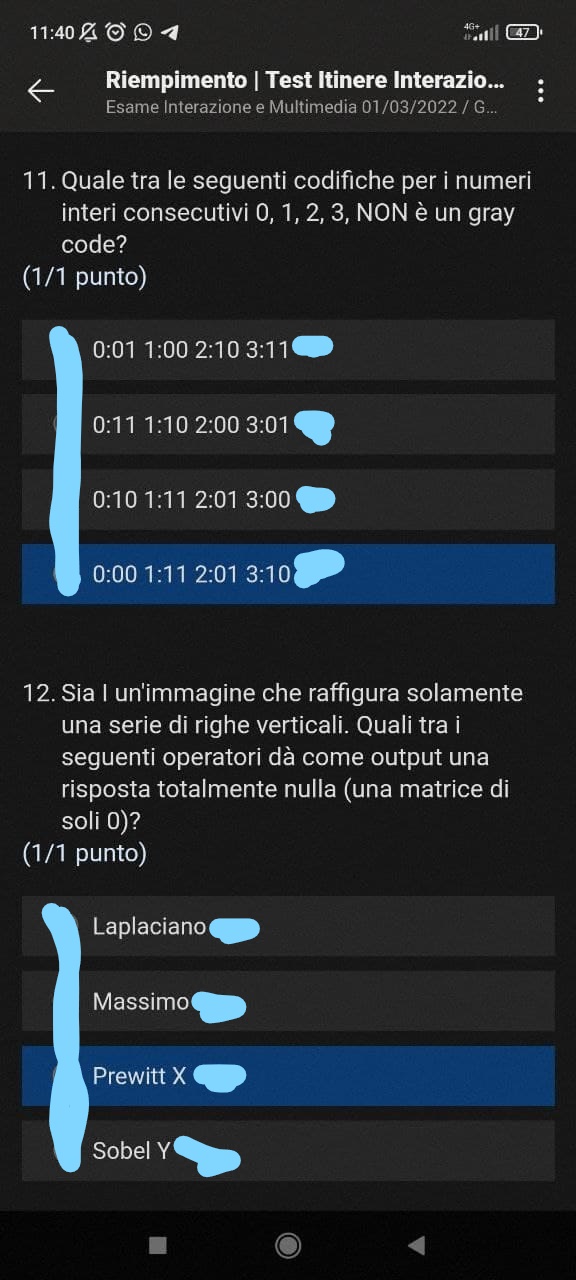 11:40
4G+
47
Riempimento | Test Itinere Interazio...
Esame Interazione e Multimedia 01/03/2022 / G...
11. Quale tra le seguenti codifiche per i numeri
interi consecutivi 0, 1, 2, 3, NON è un gray
code?
(1/1 punto)
0:01 1:00 2:10 3:11
0:11 1:10 2:00 3:01
0:10 1:11 2:01 3:00
0:00 1:11 2:01 3:10
12. Sia I un'immagine che raffigura solamente
una serie di righe verticali. Quali tra i
seguenti operatori dà come output una
risposta totalmente nulla (una matrice di
soli 0)?
(1/1 punto)
Laplaciano
Massimo
Prewitt X
Sobel Y